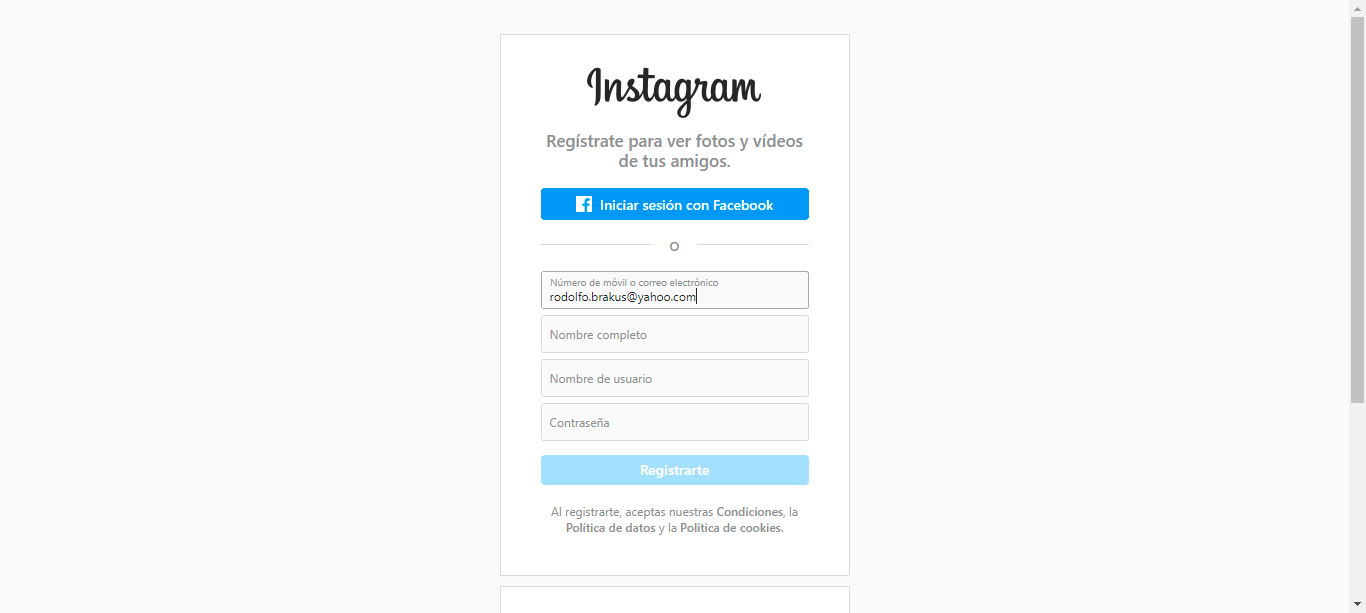 Instagram
Regístrate para ver fotos y vídeos
de tus amigos.
Iniciar sesión con Facebook
O
Número de móvil o correo electrónico
rodolfo.brakus@yahoo.com
Nombre completo
Nombre de usuario
Contraseña
Registrarte
Al registrarte, aceptas nuestras Condiciones, la
Política de datos y la Política de cookies.